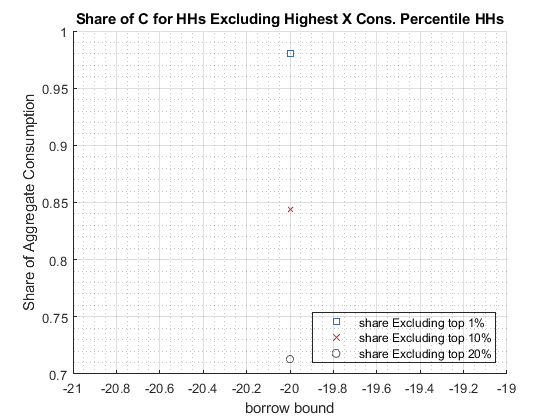 Share of C for HHs Excluding Highest X Cons. Percentile HHs
Share of Aggregate Consumption
1
0.95
0.9
0.85
0.8
0.75
0.7
share Excluding top 1%
share Excluding top 10%
share Excluding top 20%
-21 -20.8 -20.6 -20.4 -20.2 -20 -19.8 -19.6 -19.4 -19.2 -19
borrow bound